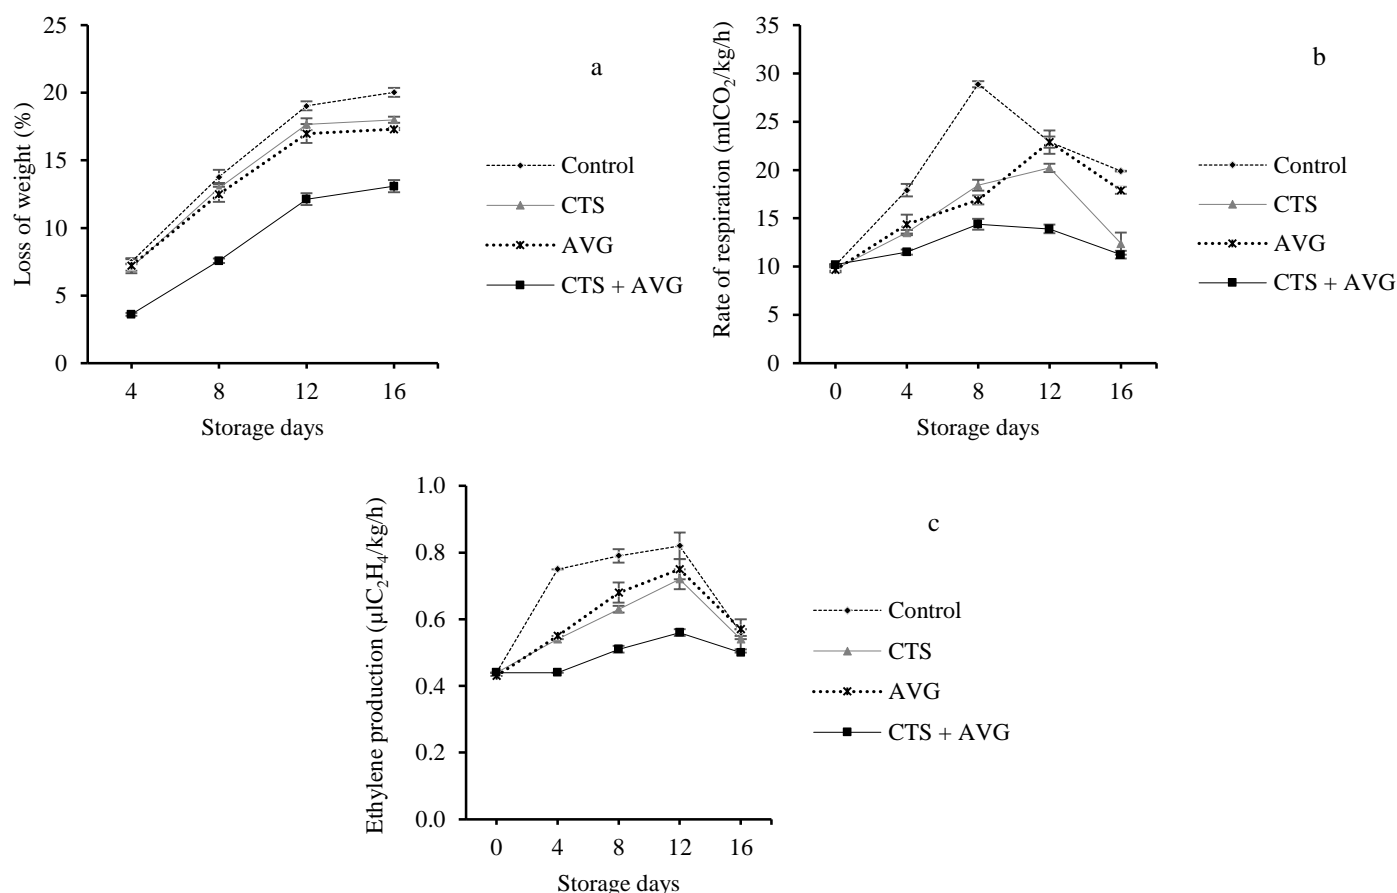 a
Loss of weight (%)
25
20
15
10
5
0
4 8 12 16
Storage days
Control
CTS
AVG
CTS + AVG
b
Rate of respiration (mlCO₂/kg/h)
35
30
25
20
15
10
5
0
0 4 8 12 16
Storage days
Control
CTS
AVG
CTS + AVG
c
Ethylene production (µlC₂H₄/kg/h)
1.0
0.8
0.6
0.4
0.2
0.0
0 4 8 12 16
Storage days
Control
CTS
AVG
CTS + AVG